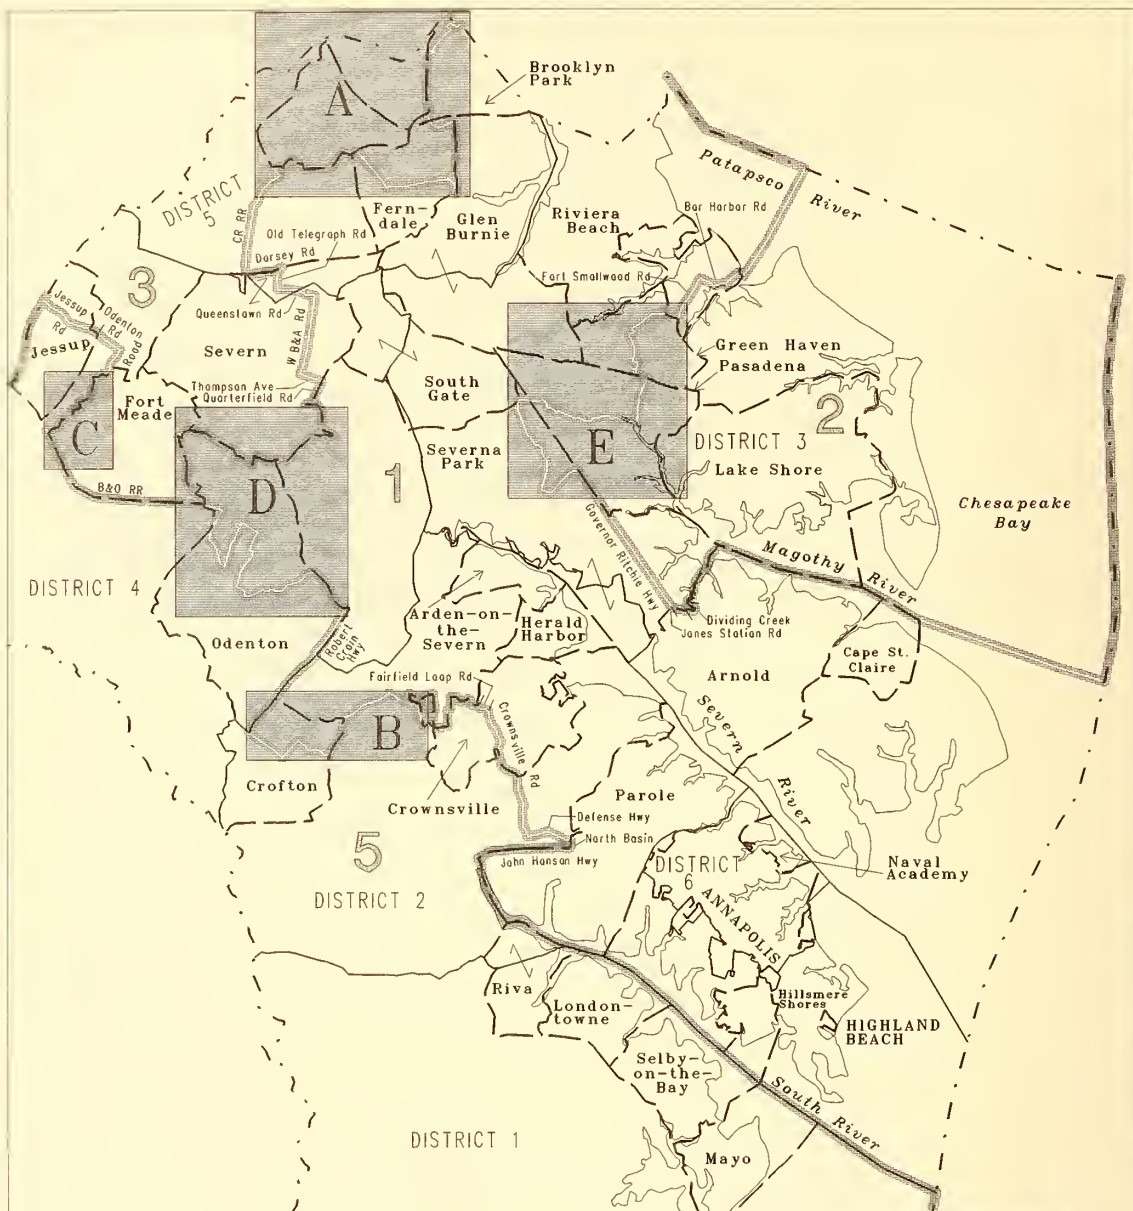 A
Brooklyn
Park
Patapsco
River
DISTRICT
5
CR RR
Fern-
dale
Glen
Burnie
Riviera
Beach
Bar Harbor Rd
Old Telegraph Rd
Dorsey Rd
Fort Smallwood Rd
3
Jessup
Rd
Odenton
Rd
Road
Jessup
Queenstown Rd
Severn
W B&A Rd
Green Haven
Pasadena
Thompson Ave
Quarterfield Rd
Fort
Meade
South
Gate
C
E
DISTRICT 3
2
Severna
Park
Lake Shore
B&O RR
D
1
Chesapeake
Bay
Governor Ritchie Hwy
Magothy
River
DISTRICT 4
Arden-on-
the-
Severn
Herald
Harbor
Dividing Creek
Jones Station Rd
Odenton
Robert
Crain
Hwy
Cape St.
Claire
Arnold
Fairfield Loop Rd
Severn
River
B
Crownsville
Rd
Crofton
Crownsville
Parole
Defense Hwy
North Basin
John Hanson Hwy
5
DISTRICT 2
DISTRICT
6
Naval
Academy
ANNAPOLIS
Riva
London-
towne
Hillsmere
Shores
HIGHLAND
BEACH
Selby-
on-the-
Bay
South River
DISTRICT 1
Mayo